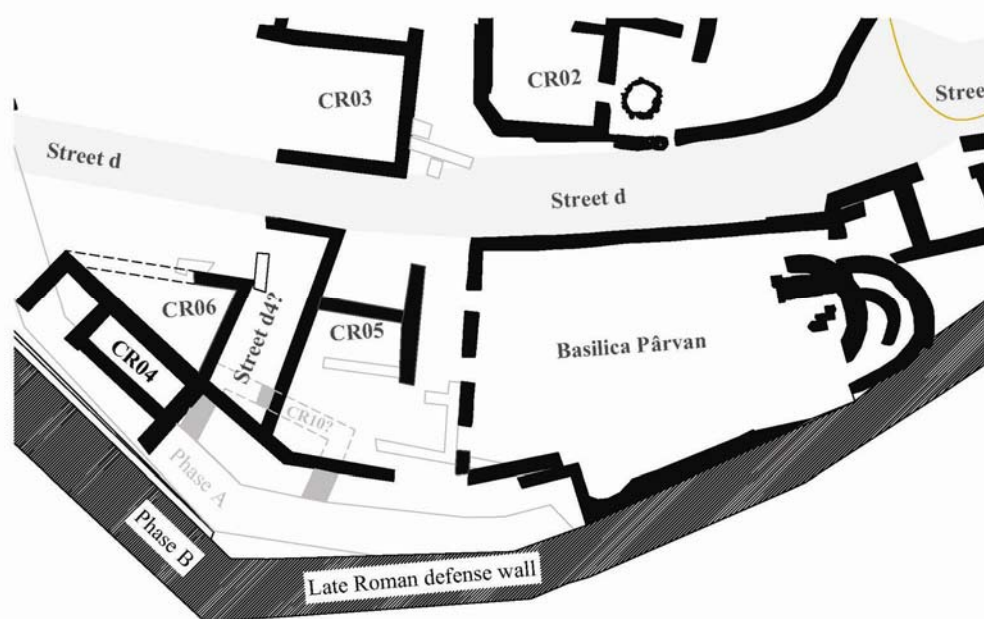 CR03
CR02
Stree
Street d
Street d
CR06
CR05
Street d4?
Basilica Pârvan
CR04
CR10?
Phase A
Phase B
Late Roman defense wall